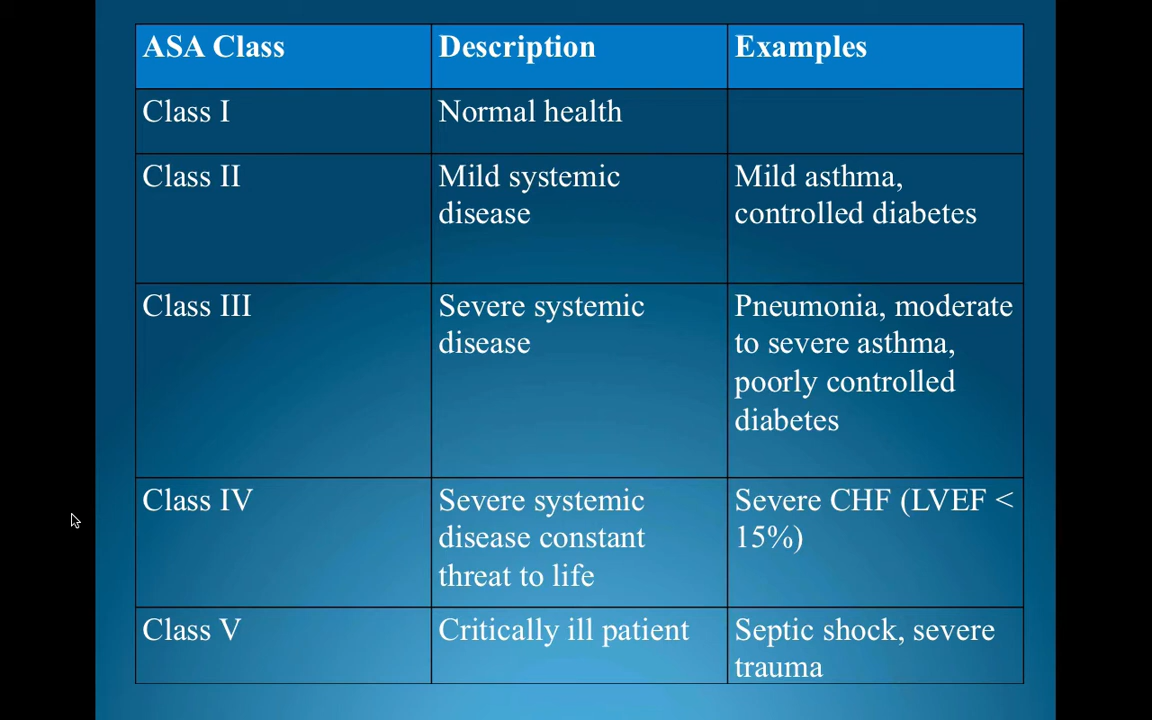 ASA Class
Description
Examples
Class I
Normal health
Class II
Mild systemic
disease
Mild asthma,
controlled diabetes
Class III
Severe systemic
disease
Pneumonia, moderate
to severe asthma,
poorly controlled
diabetes
Class IV
Severe systemic
disease constant
threat to life
Severe CHF (LVEF <
15%)
Class V
Critically ill patient
Septic shock, severe
trauma